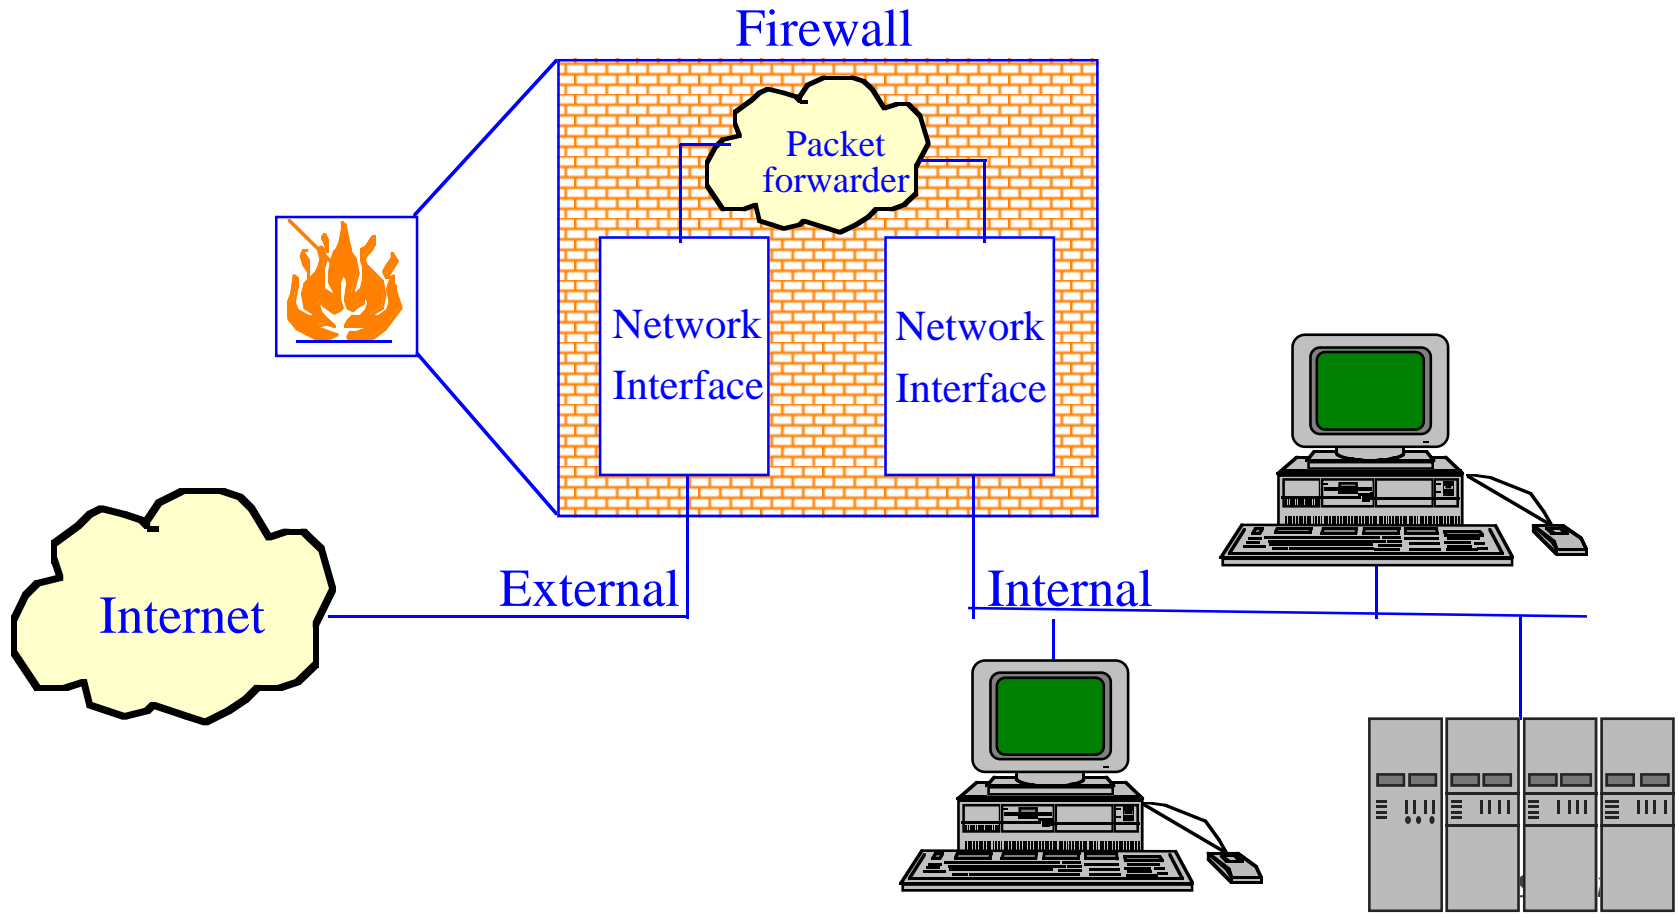 Firewall
Packet
forwarder
Network
Interface
Network
Interface
External
Internal
Internet